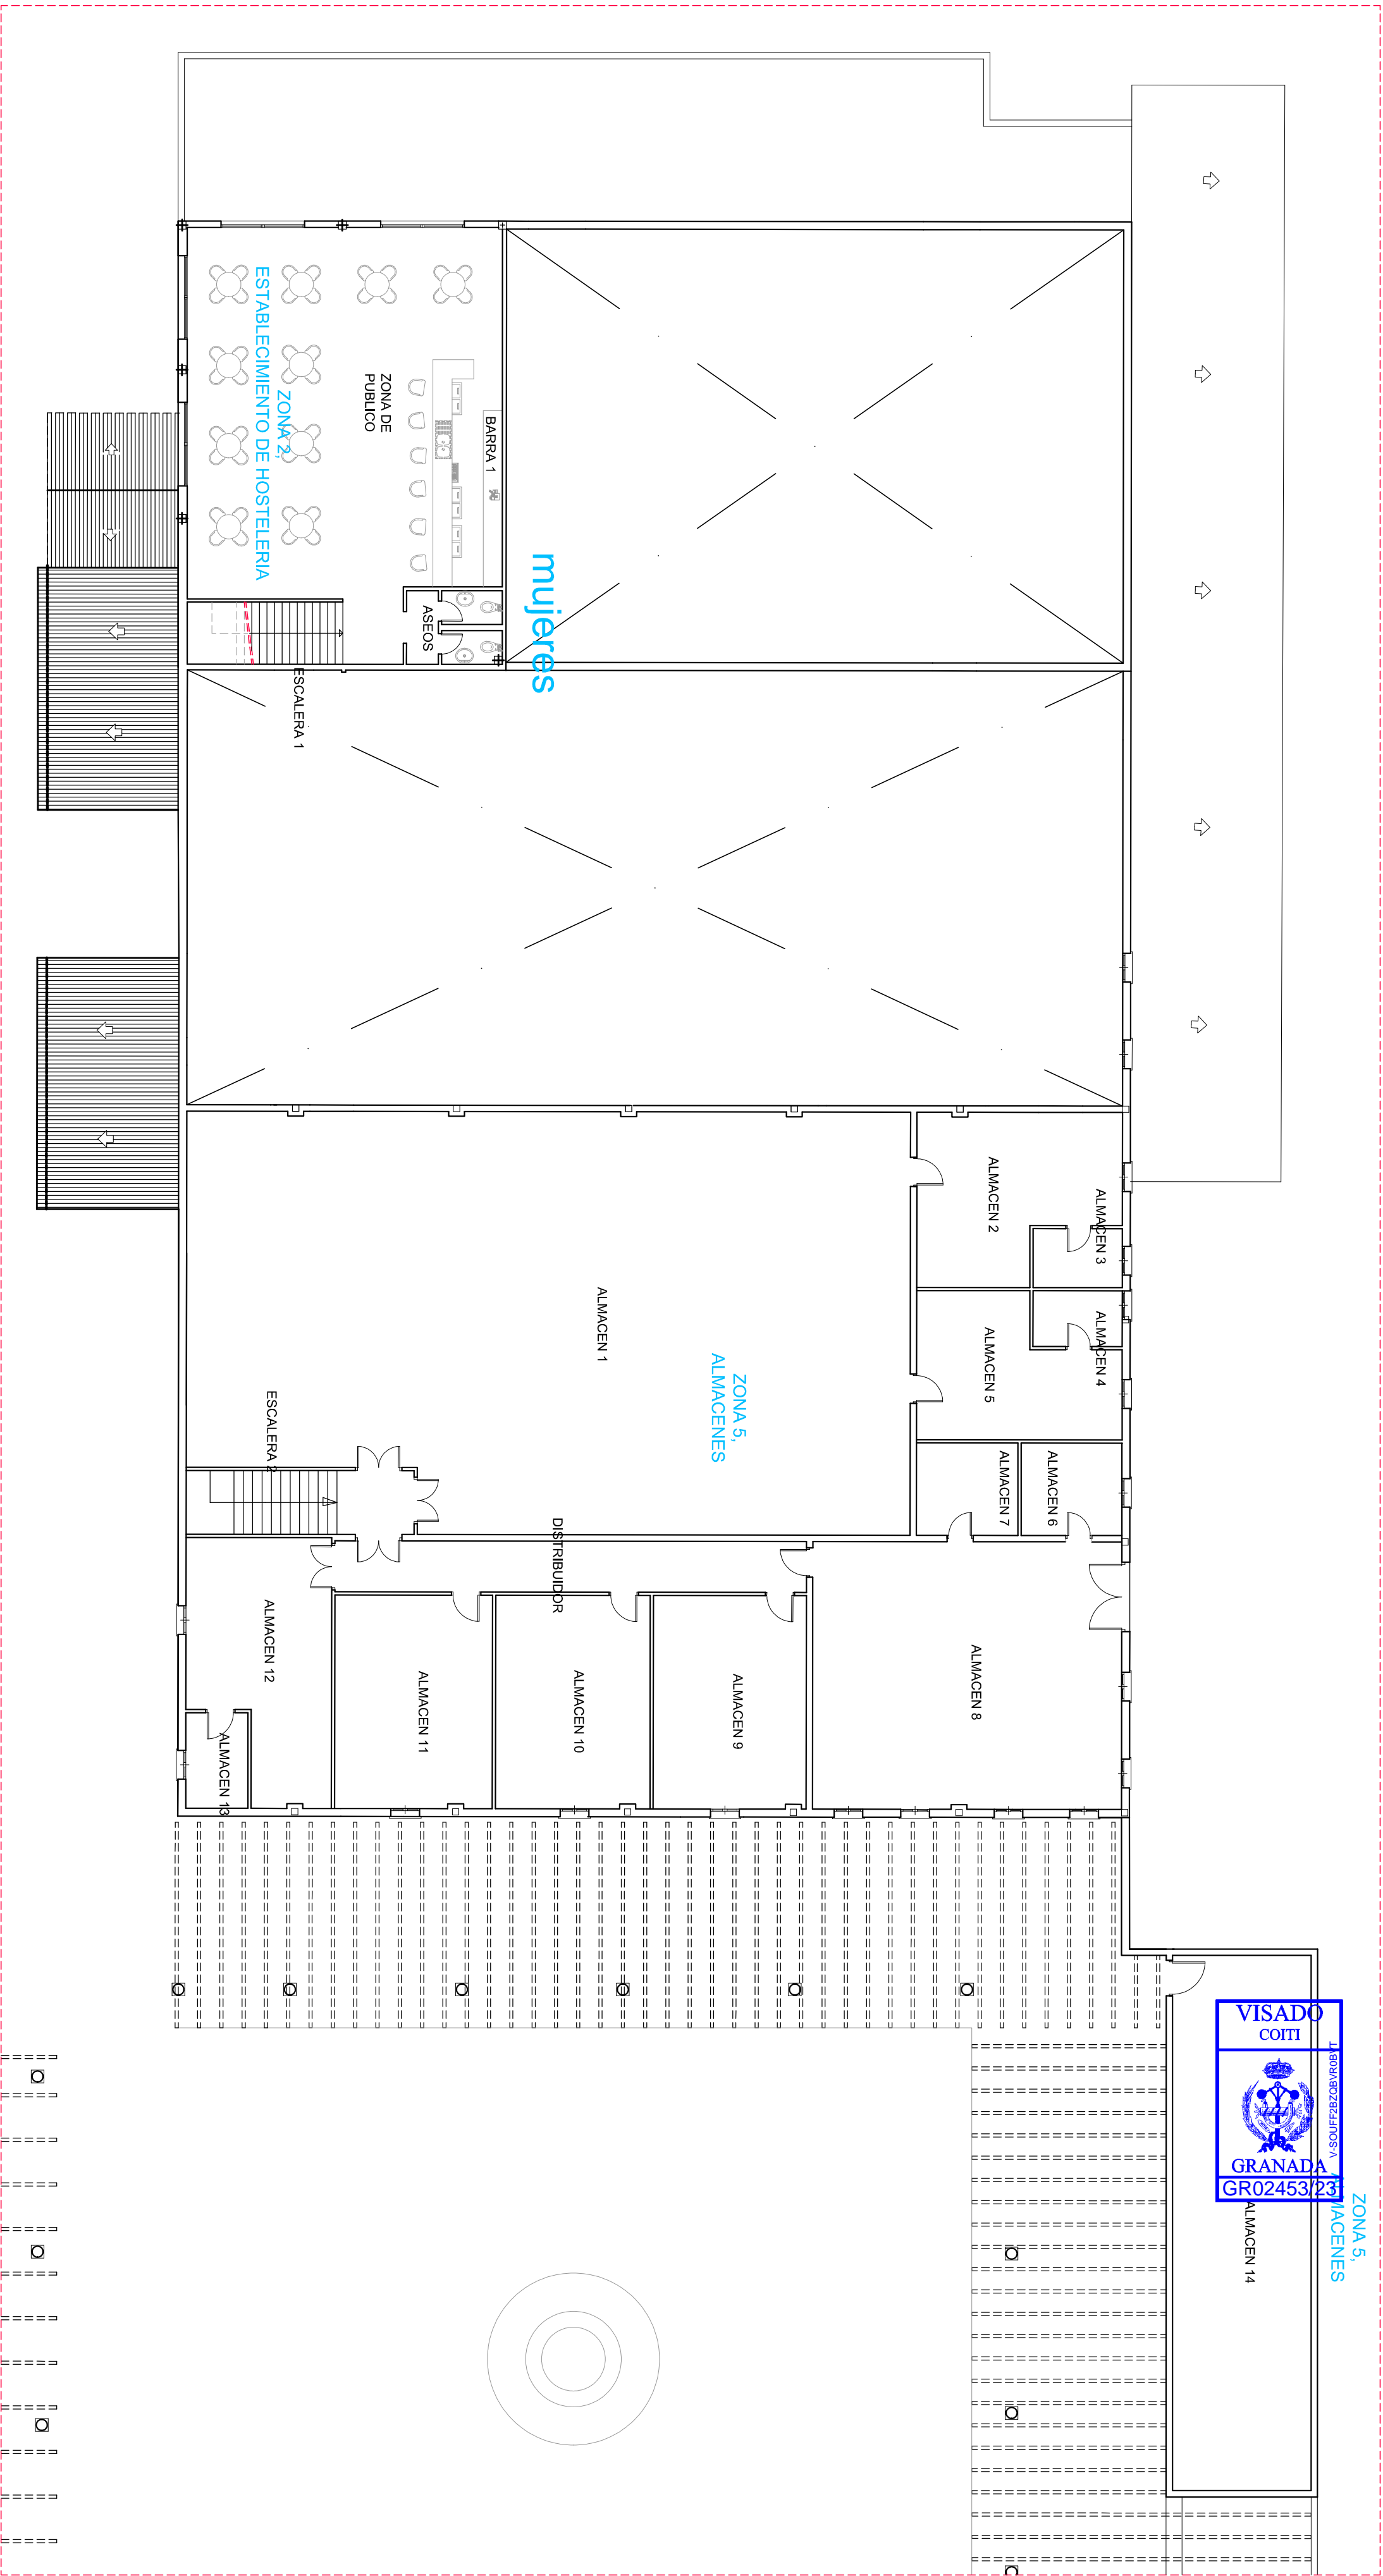 ZONA 2,
ESTABLECIMIENTO DE HOSTELERIA
ZONA DE
PUBLICO
BARRA 1
ASEOS
mujeres
ESCALERA 1
ALMACEN 2
ALMACEN 3
ALMACEN 1
ALMACEN 5
ALMACEN 4
ZONA 5,
ALMACENES
ESCALERA 2
ALMACEN 7
ALMACEN 6
DISTRIBUIDOR
ALMACEN 12
ALMACEN 11
ALMACEN 10
ALMACEN 9
ALMACEN 8
ALMACEN 13
VISADO
COITI
GRANADA
GR02453/23
ZONA 5,
ALMACENES
ALMACEN 14